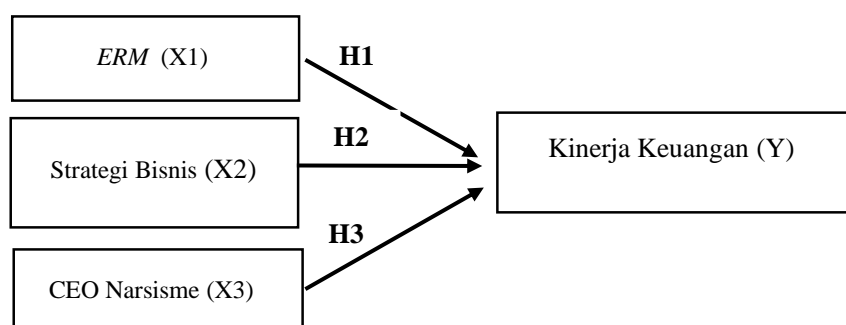 ERM (X1)
H1
Strategi Bisnis (X2)
H2
Kinerja Keuangan (Y)
H3
CEO Narsisme (X3)